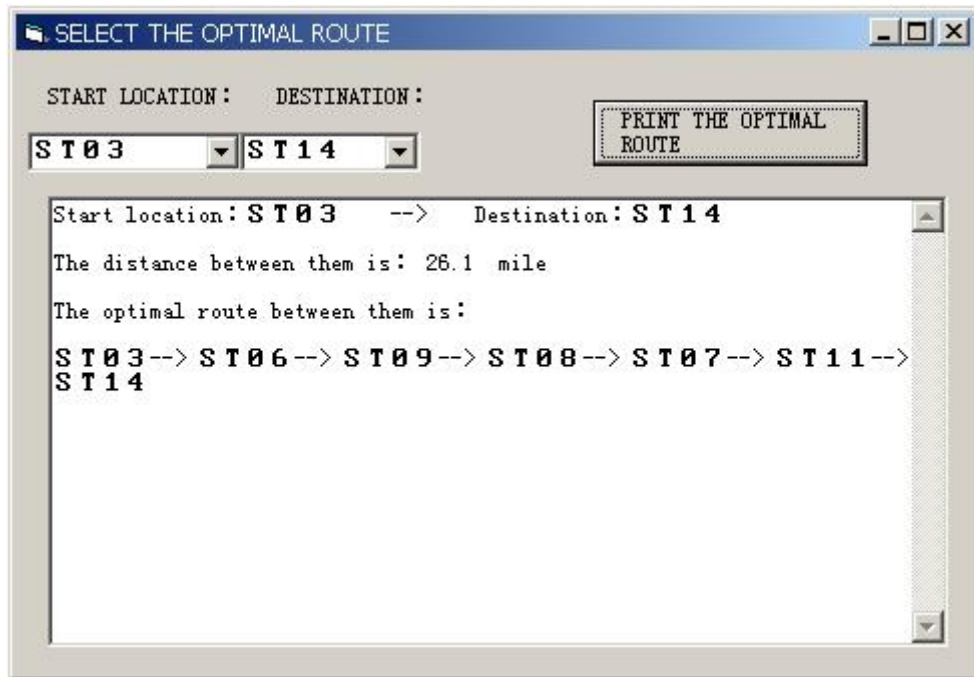 SELECT THE OPTIMAL ROUTE
START LOCATION: DESTINATION:
ST03 ST14
PRINT THE OPTIMAL
ROUTE
Start location:ST03 --> Destination:ST14
The distance between them is: 26.1 mile
The optimal route between them is:
ST03-->ST06-->ST09-->ST08-->ST07-->ST11-->
ST14